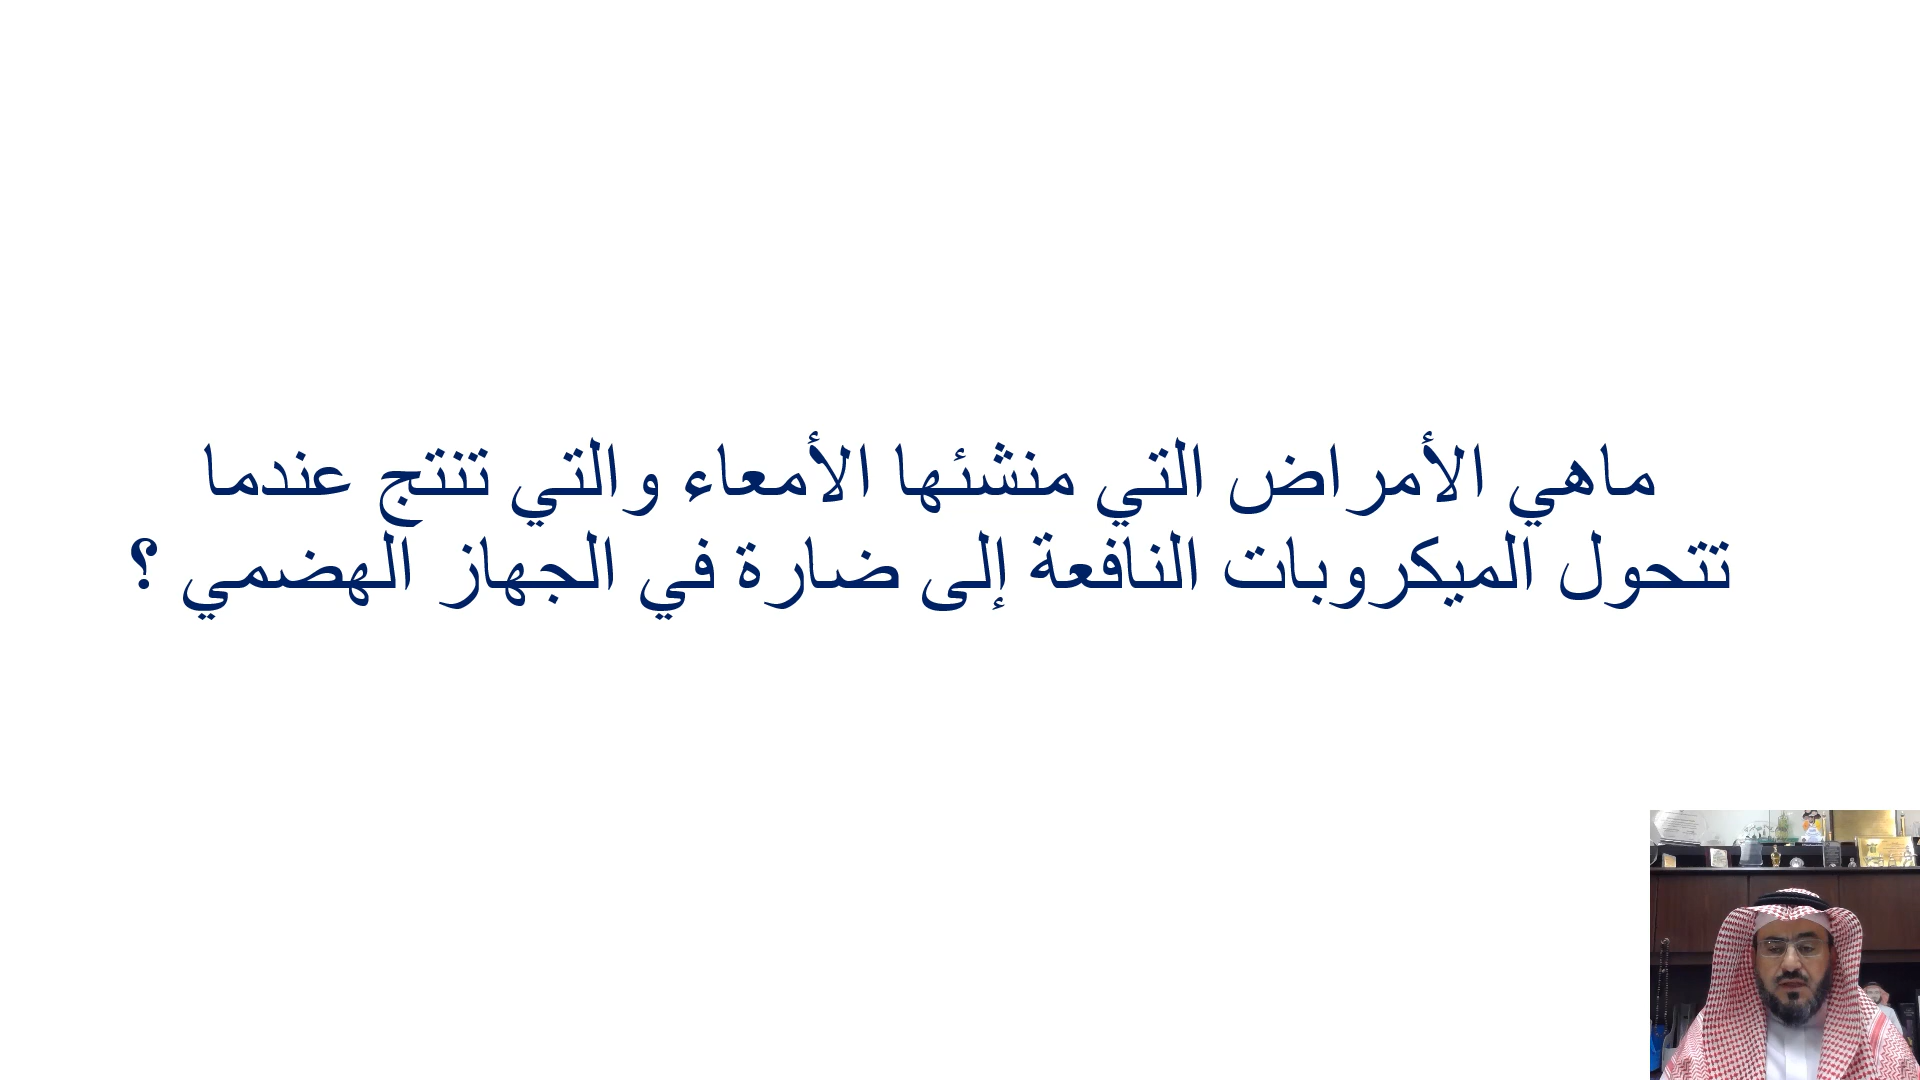 ماهي الأمراض التي منشئها الأمعاء والتي تنتج عندما
تتحول الميكروبات النافعة إلى ضارة في الجهاز الهضمي ؟